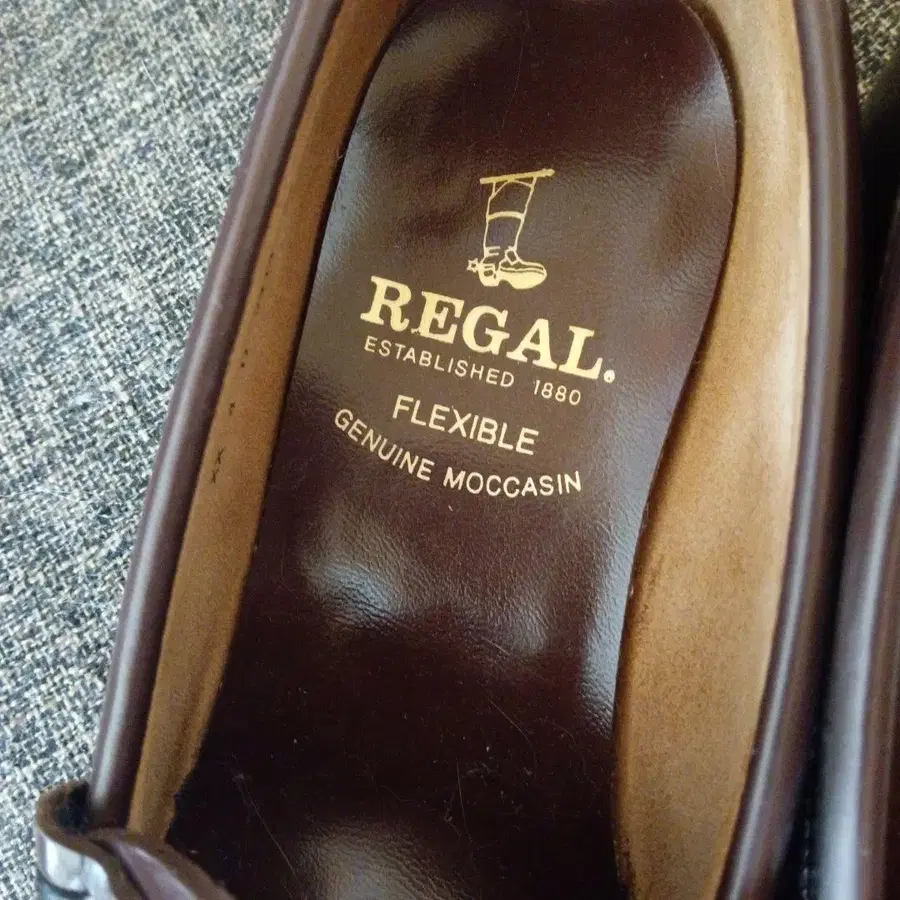 REGAL.
ESTABLISHED 1880
FLEXIBLE
GENUINE MOCCASIN